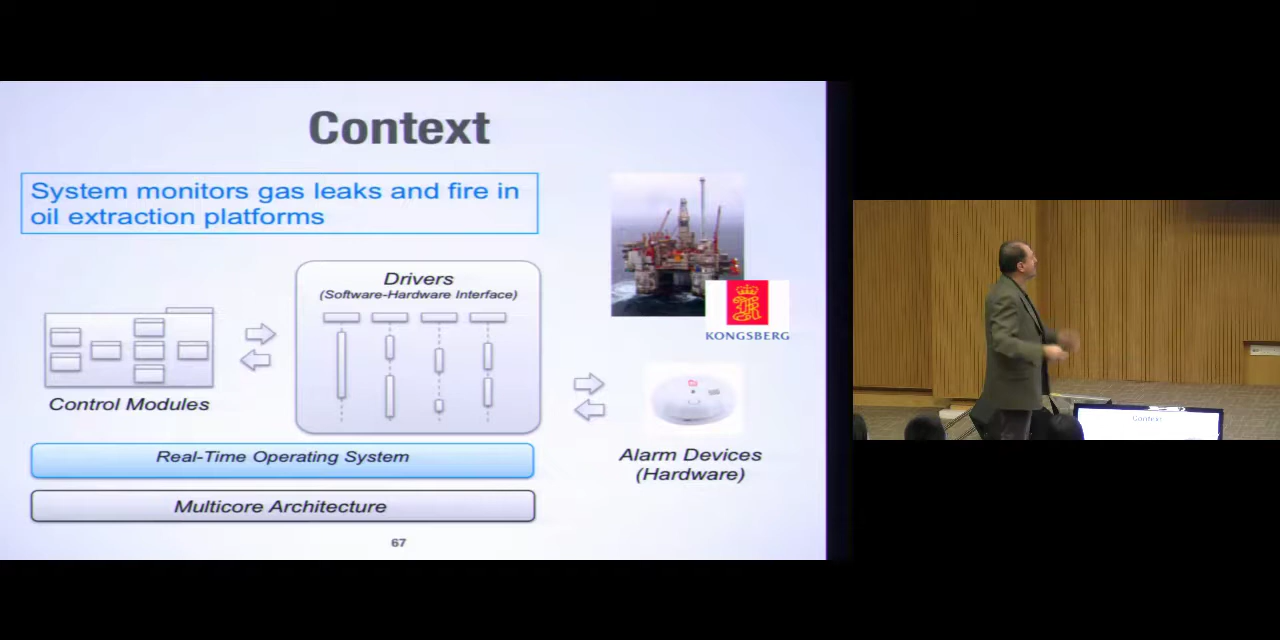 Context
System monitors gas leaks and fire in
oil extraction platforms
Drivers
(Software-Hardware Interface)
KONGSBERG
Control Modules
Real-Time Operating System
Alarm Devices
(Hardware)
Multicore Architecture
67
Context